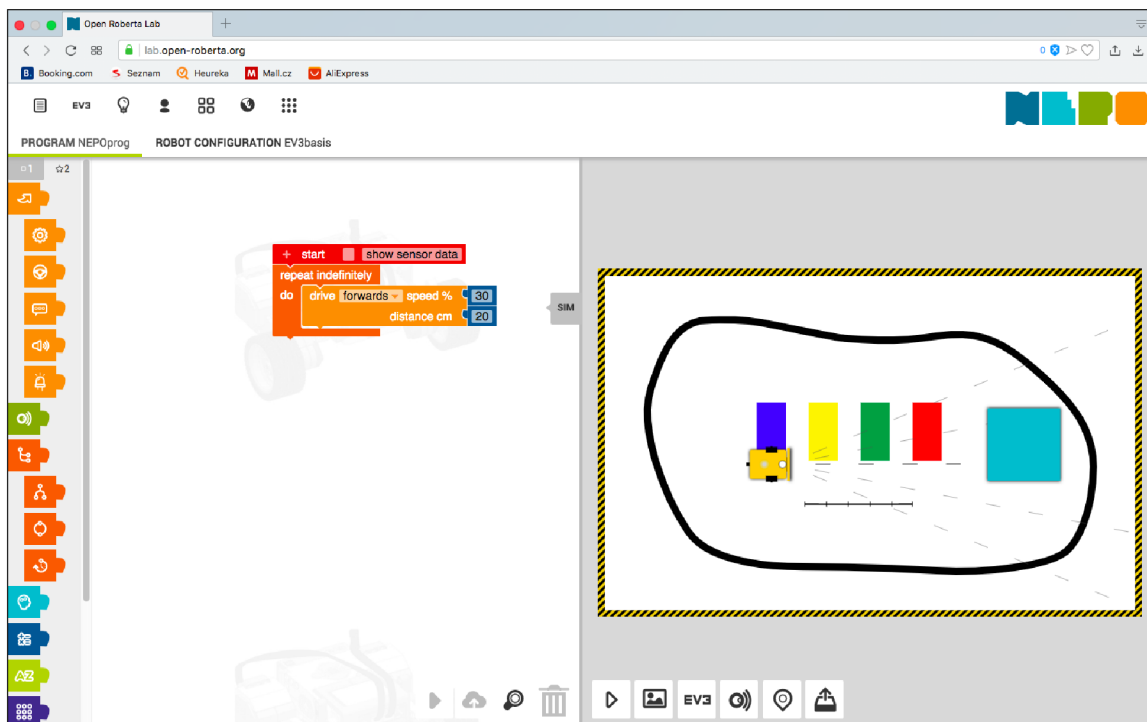 Open Roberta Lab
lab.open-roberta.org
0
B. Booking.com S Seznam Heureka M Mall.cz AliExpress
EV3
PROGRAM NEPOprog ROBOT CONFIGURATION EV3basis
1 2
+ start show sensor data
repeat indefinitely
do drive forwards speed % 30
distance cm 20
SIM
AZ
EV3